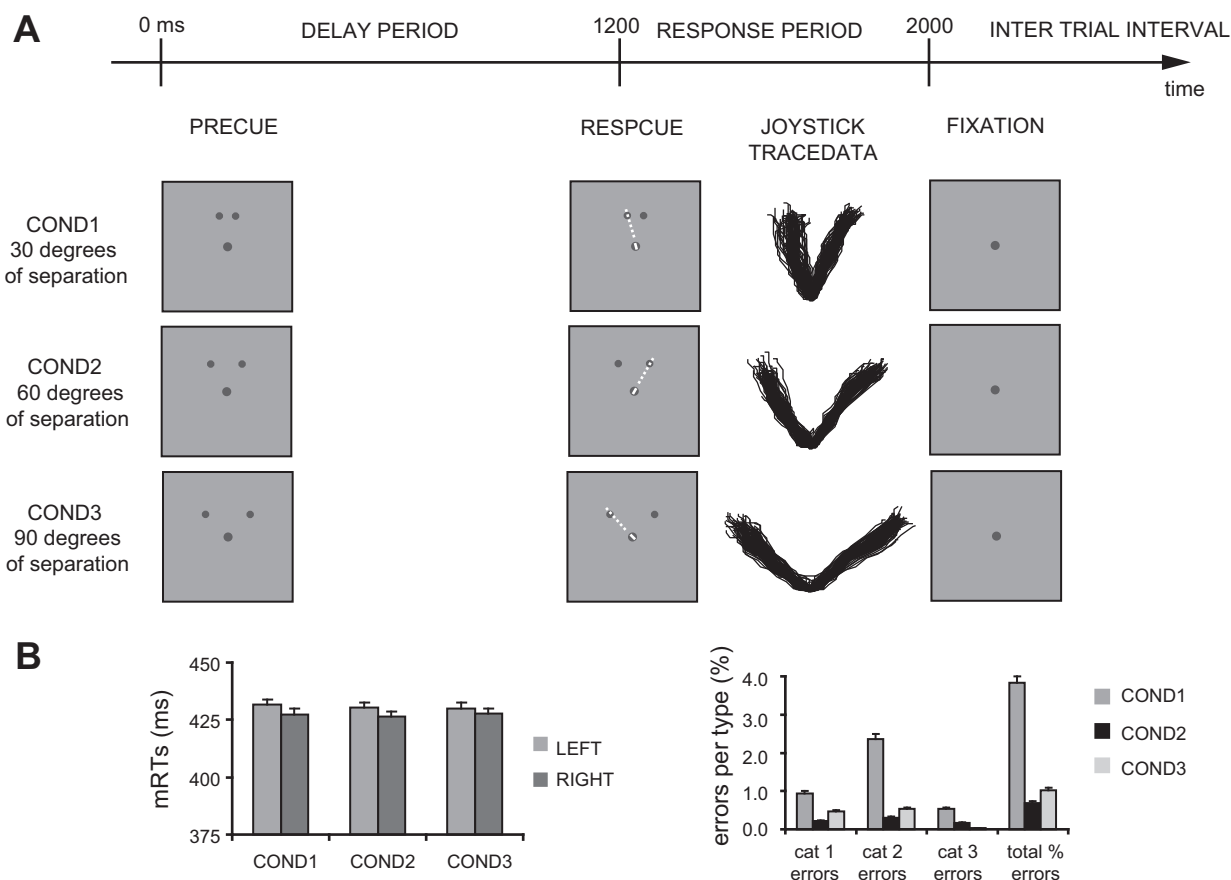 A
0 ms
DELAY PERIOD
1200
RESPONSE PERIOD
2000
INTER TRIAL INTERVAL
time
PRECUE
RESPCUE
JOYSTICK
TRACEDATA
FIXATION
COND1
30 degrees
of separation
COND2
60 degrees
of separation
COND3
90 degrees
of separation
B
mRTs (ms)
450
425
400
375
COND1
COND2
COND3
LEFT
RIGHT
errors per type (%)
4.0
3.0
2.0
1.0
0.0
cat 1
errors
cat 2
errors
cat 3
errors
total %
errors
COND1
COND2
COND3